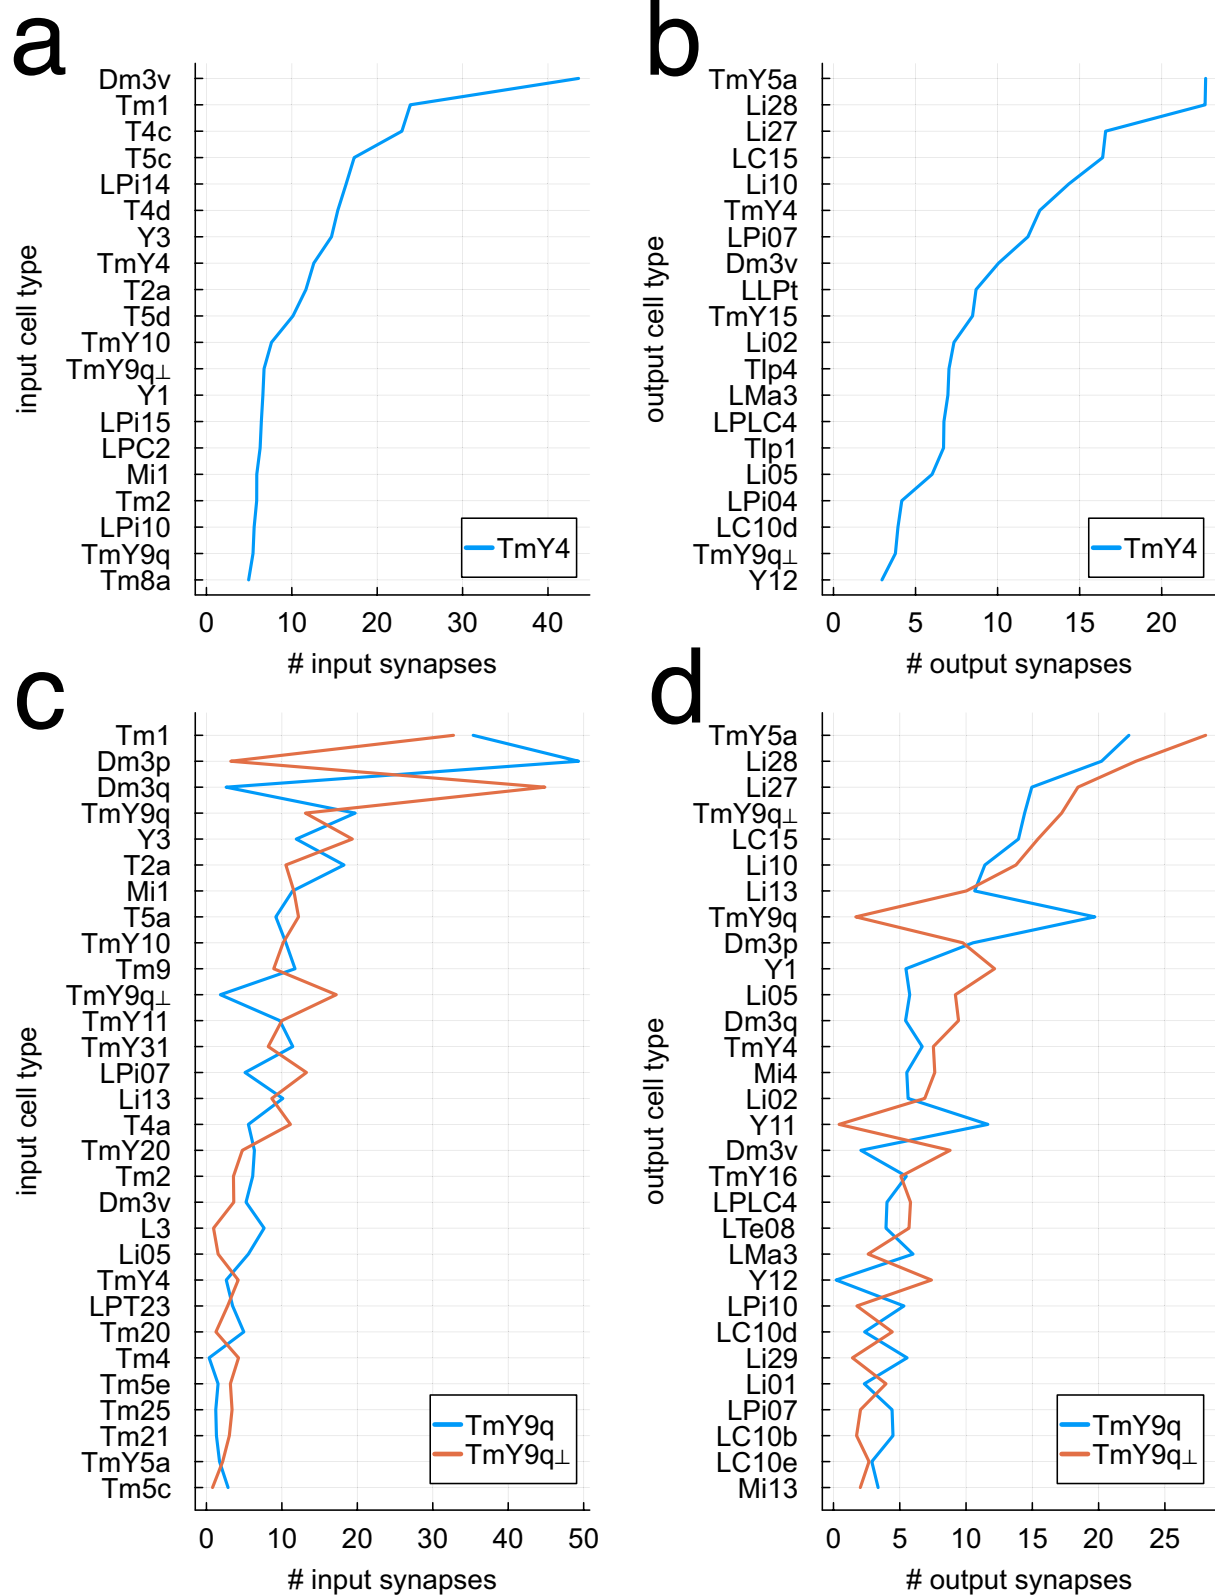 a
Dm3v
Tm1
T4c
T5c
LPi14
T4d
Y3
TmY4
T2a
T5d
TmY10
TmY9q⊥
Y1
LPi15
LPC2
Mi1
Tm2
LPi10
TmY9q
Tm8a
input cell type
TmY4
0 10 20 30 40
# input synapses
b
TmY5a
Li28
Li27
LC15
Li10
TmY4
LPi07
Dm3v
LLPt
TmY15
Li02
Tlp4
LMa3
LPLC4
Tlp1
Li05
LPi04
LC10d
TmY9q⊥
Y12
output cell type
TmY4
0 5 10 15 20
# output synapses
c
Tm1
Dm3p
Dm3q
TmY9q
Y3
T2a
Mi1
T5a
TmY10
Tm9
TmY9q⊥
TmY11
TmY31
LPi07
Li13
T4a
TmY20
Tm2
Dm3v
L3
Li05
TmY4
LPT23
Tm20
Tm4
Tm5e
Tm25
Tm21
TmY5a
Tm5c
input cell type
TmY9q
TmY9q⊥
0 10 20 30 40 50
# input synapses
d
TmY5a
Li28
Li27
TmY9q⊥
LC15
Li10
Li13
TmY9q
Dm3p
Y1
Li05
Dm3q
TmY4
Mi4
Li02
Y11
Dm3v
TmY16
LPLC4
LTe08
LMa3
Y12
LPi10
LC10d
Li29
Li01
LPi07
LC10b
LC10e
Mi13
output cell type
TmY9q
TmY9q⊥
0 5 10 15 20 25
# output synapses